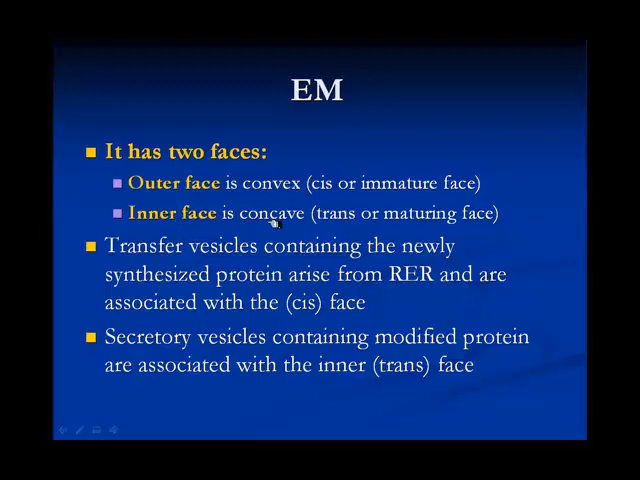 EM
It has two faces:
Outer face is convex (cis or immature face)
Inner face is concave (trans or maturing face)
Transfer vesicles containing the newly
synthesized protein arise from RER and are
associated with the (cis) face
Secretory vesicles containing modified protein
are associated with the inner (trans) face